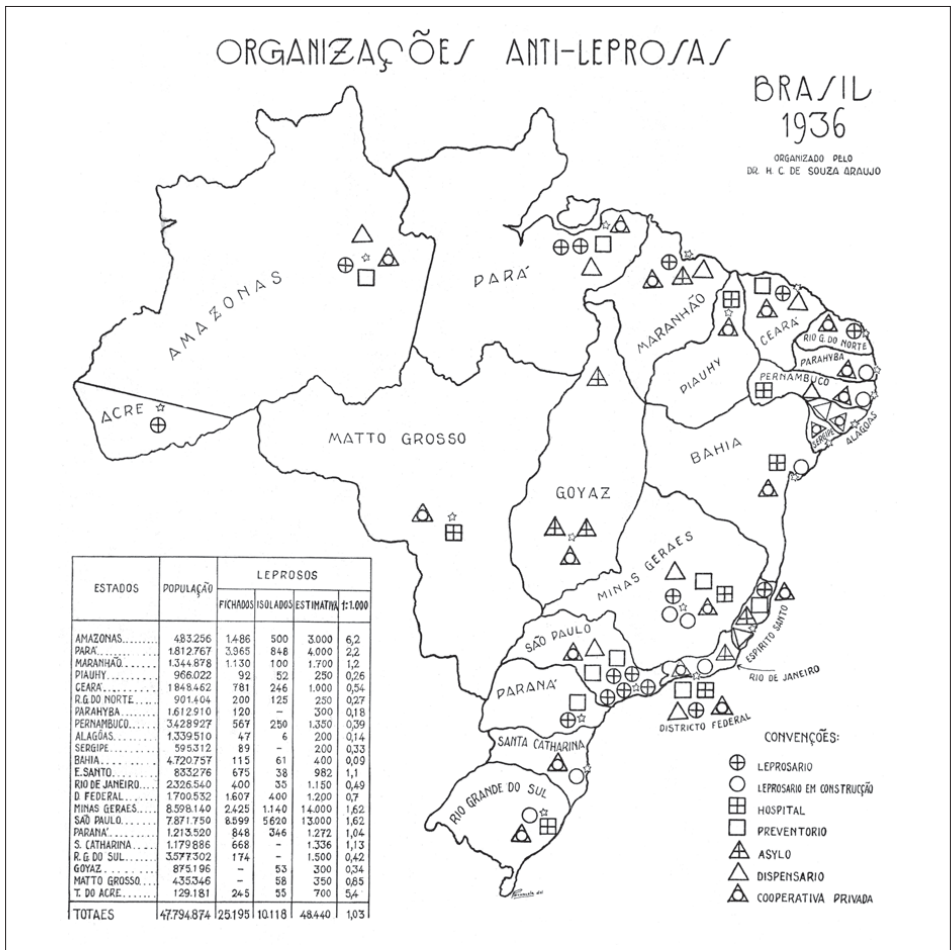 ORGANIZAÇÕES ANTI-LEPROSAS
BRASIL
1936
ORGANIZADO PELO
DR. H. C. DE SOUZA ARAUJO
AMAZONAS
PARÁ
MARANHÃO
CEARÁ
RIO G. DO NORTE
PARAHYBA
PIAUHY
PERNAMBUCO
ACRE
SERGIPE
ALAGOAS
MATTO GROSSO
BAHIA
GOYAZ
MINAS GERAES
ESPIRITO SANTO
SÃO PAULO
RIO DE JANEIRO
PARANÁ
DISTRICTO FEDERAL
SANTA CATHARINA
RIO GRANDE DO SUL
ESTADOS POPULAÇÃO LEPROSOS
FICHADOS ISOLADOS ESTIMATIVA 1:1.000
AMAZONAS........ 483.256 1.486 500 3.000 6,2
PARÁ............ 1.812.767 3.965 848 4.000 2,2
MARANHÃO........ 1.344.878 1.130 100 1.700 1,2
PIAUHY.......... 966.022 92 52 250 0,26
CEARÁ........... 1848.462 781 246 1.000 0,54
R.G.DO NORTE.... 901.404 200 125 250 0,27
PARAHYBA........ 1.612.910 120 – 300 0,18
PERNAMBUCO...... 3.428.927 567 250 1.350 0,39
ALAGÔAS......... 1.339.510 47 6 200 0,14
SERGIPE......... 595.312 89 – 200 0,33
BAHIA........... 4.720.757 115 61 400 0,09
E.SANTO......... 833.276 675 38 982 1,1
RIO DE JANEIRO.. 2.326.540 400 35 1.150 0,49
D. FEDERAL...... 1700.532 1.607 400 1.200 0,7
MINAS GERAES.... 8.598.140 2.425 1.140 14.000 1,62
SÃO PAULO....... 7.871.750 8.599 5620 13.000 1,62
PARANÁ.......... 1.213.520 848 346 1.272 1,04
S. CATHARINA.... 1.179.886 668 – 1.336 1,13
R. G. DO SUL.... 3.577.302 174 – 1.500 0,42
GOYAZ........... 875.196 – 53 300 0,34
MATTO GROSSO.... 435.346 – 58 350 0,85
T. DO ACRE...... 129.181 245 55 700 5,4
TOTAES 47.794.874 25.195 10.118 48.440 1,03
CONVENÇÕES:
LEPROSARIO
LEPROSARIO EM CONSTRUCÇÃO
HOSPITAL
PREVENTORIO
ASYLO
DISPENSARIO
COOPERATIVA PRIVADA